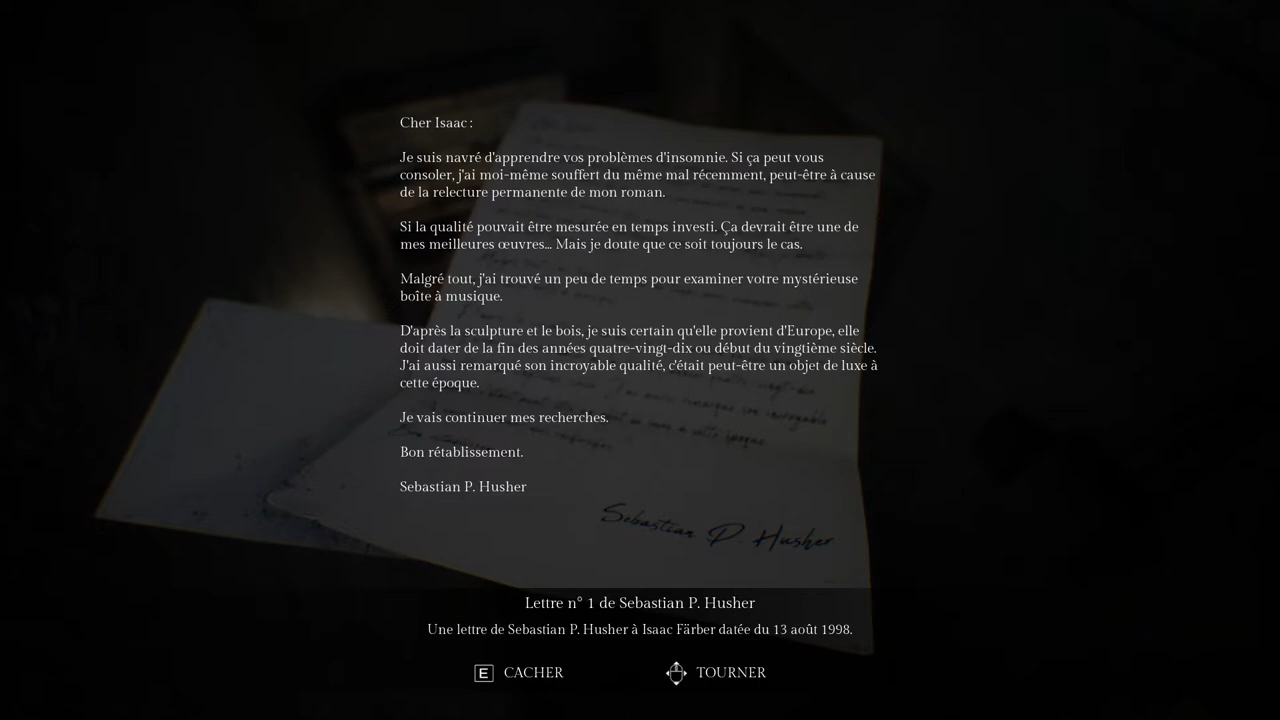 Cher Isaac :
Je suis navré d'apprendre vos problèmes d'insomnie. Si ça peut vous
consoler, j'ai moi-même souffert du même mal récemment, peut-être à cause
de la relecture permanente de mon roman.
Si la qualité pouvait être mesurée en temps investi. Ça devrait être une de
mes meilleures œuvres... Mais je doute que ce soit toujours le cas.
Malgré tout, j'ai trouvé un peu de temps pour examiner votre mystérieuse
boîte à musique.
D'après la sculpture et le bois, je suis certain qu'elle provient d'Europe, elle
doit dater de la fin des années quatre-vingt-dix ou début du vingtième siècle.
J'ai aussi remarqué son incroyable qualité, c'était peut-être un objet de luxe à
cette époque.
Je vais continuer mes recherches.
Bon rétablissement.
Sebastian P. Husher
Sebastian P. Husher
Lettre n° 1 de Sebastian P. Husher
Une lettre de Sebastian P. Husher à Isaac Färber datée du 13 août 1998.
E CACHER
TOURNER